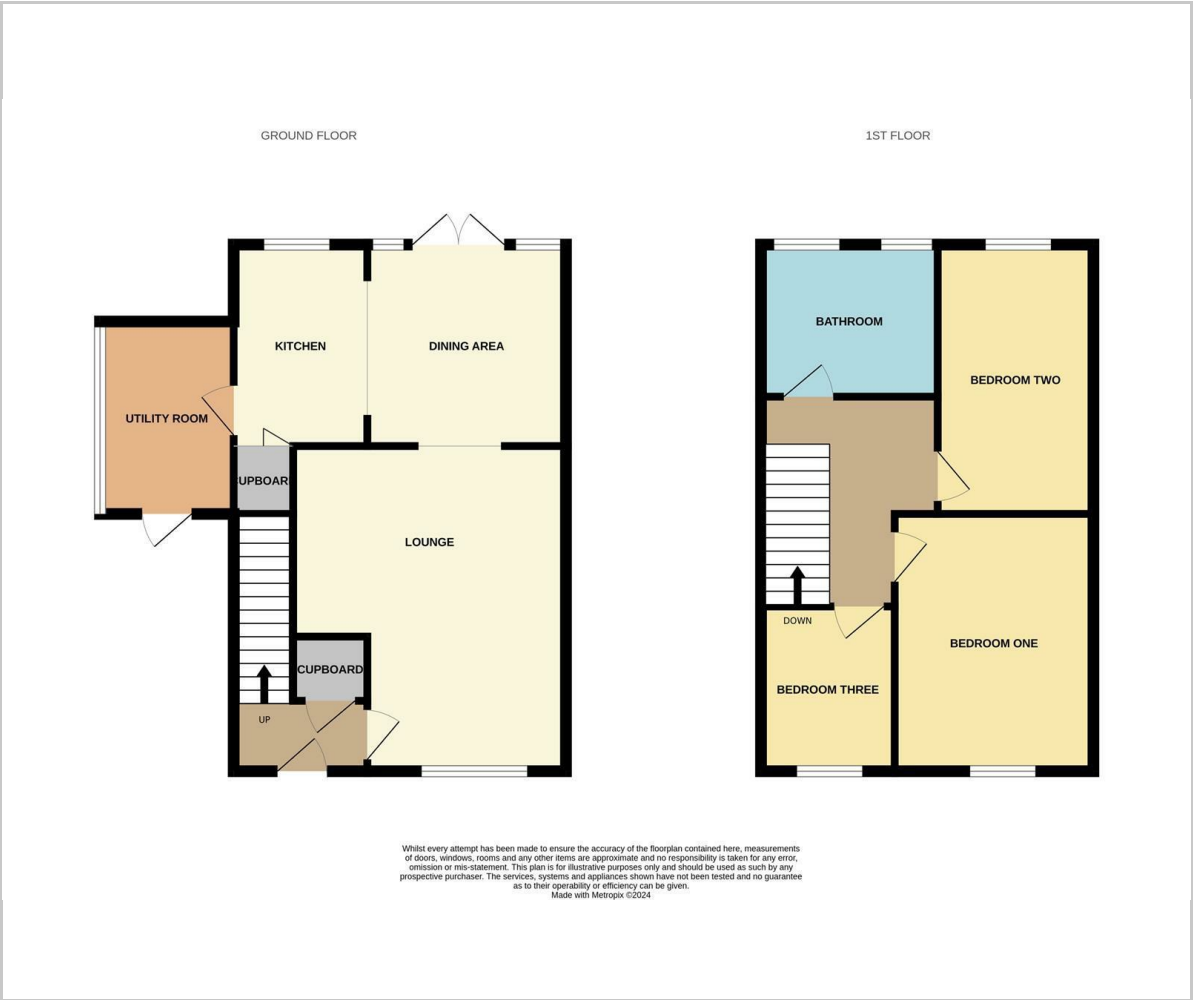 GROUND FLOOR
1ST FLOOR
KITCHEN
DINING AREA
UTILITY ROOM
UPBOAR
LOUNGE
CUPBOARD
UP
BATHROOM
BEDROOM TWO
DOWN
BEDROOM ONE
BEDROOM THREE
Whilst every attempt has been made to ensure the accuracy of the floorplan contained here, measurements
of doors, windows, rooms and any other items are approximate and no responsibility is taken for any error,
omission or mis-statement. This plan is for illustrative purposes only and should be used as such by any
prospective purchaser. The services, systems and appliances shown have not been tested and no guarantee
as to their operability or efficiency can be given.
Made with Metropix ©2024